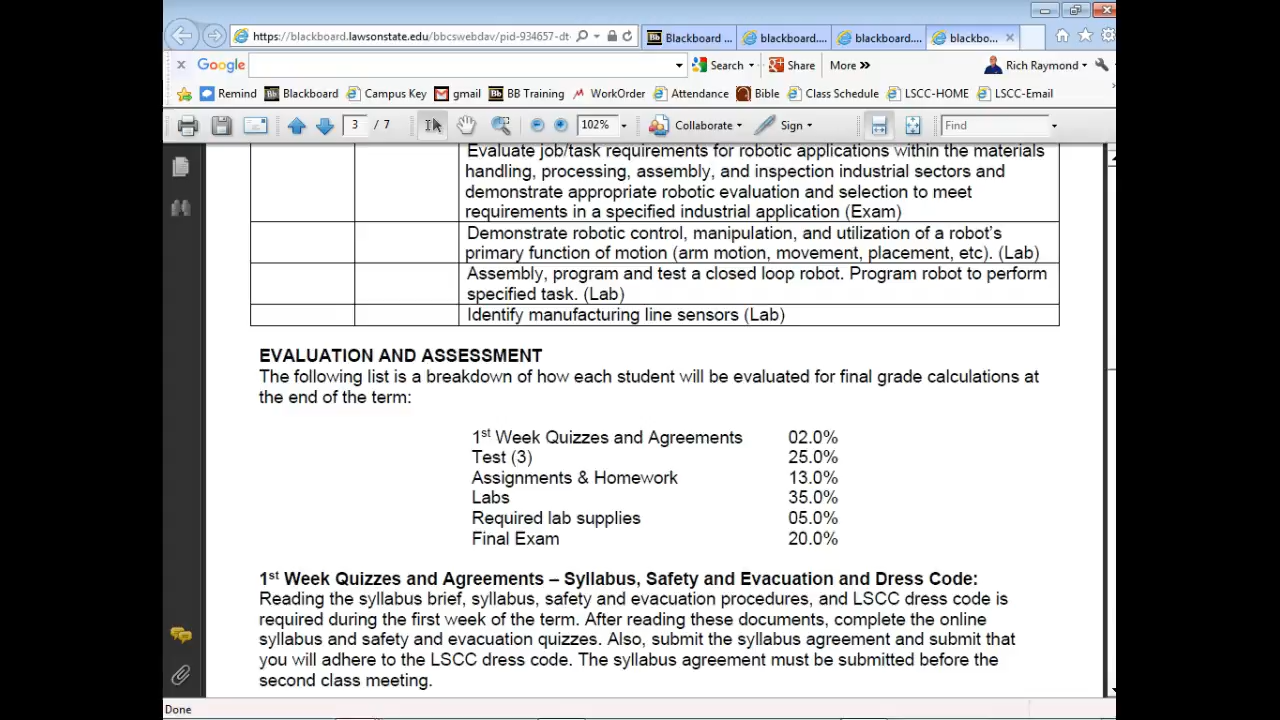 https://blackboard.lawsonstate.edu/bbcswebdav/pid-934657-dt
Blackboard ...
blackboard....
blackboard....
blackbo...
Google
Search
Share
More »
Rich Raymond
Remind
Blackboard
Campus Key
gmail
BB Training
WorkOrder
Attendance
Bible
Class Schedule
LSCC-HOME
LSCC-Email
3 / 7
102%
Collaborate
Sign
Find
Evaluate job/task requirements for robotic applications within the materials
handling, processing, assembly, and inspection industrial sectors and
demonstrate appropriate robotic evaluation and selection to meet
requirements in a specified industrial application (Exam)
Demonstrate robotic control, manipulation, and utilization of a robot's
primary function of motion (arm motion, movement, placement, etc). (Lab)
Assembly, program and test a closed loop robot. Program robot to perform
specified task. (Lab)
Identify manufacturing line sensors (Lab)
EVALUATION AND ASSESSMENT
The following list is a breakdown of how each student will be evaluated for final grade calculations at
the end of the term:
1st Week Quizzes and Agreements 02.0%
Test (3) 25.0%
Assignments & Homework 13.0%
Labs 35.0%
Required lab supplies 05.0%
Final Exam 20.0%
1st Week Quizzes and Agreements – Syllabus, Safety and Evacuation and Dress Code:
Reading the syllabus brief, syllabus, safety and evacuation procedures, and LSCC dress code is
required during the first week of the term. After reading these documents, complete the online
syllabus and safety and evacuation quizzes. Also, submit the syllabus agreement and submit that
you will adhere to the LSCC dress code. The syllabus agreement must be submitted before the
second class meeting.
Done